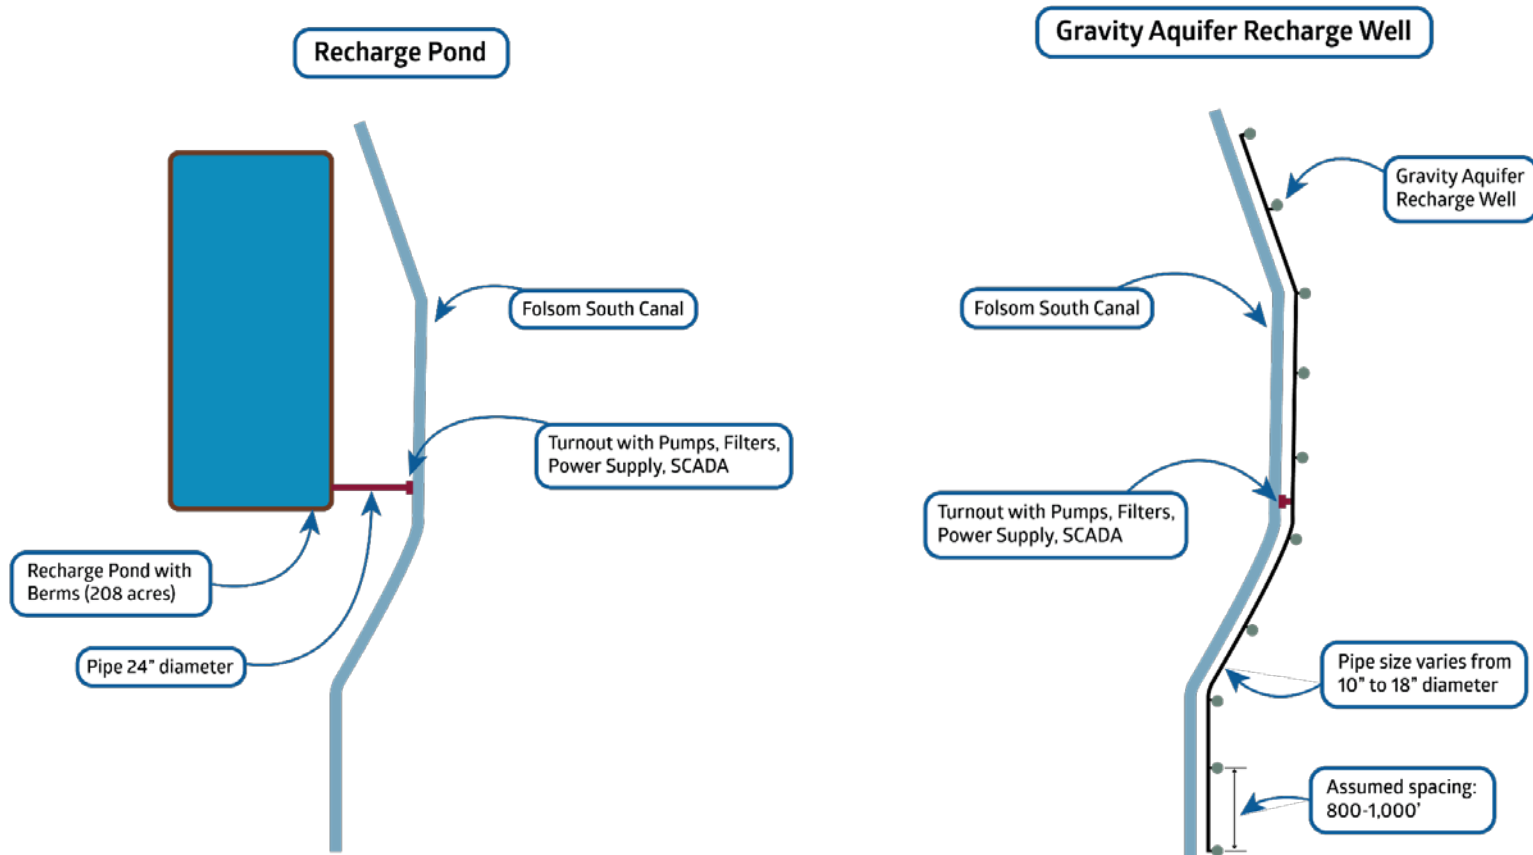 Recharge Pond
Folsom South Canal
Turnout with Pumps, Filters,
Power Supply, SCADA
Recharge Pond with
Berms (208 acres)
Pipe 24” diameter
Gravity Aquifer Recharge Well
Gravity Aquifer
Recharge Well
Folsom South Canal
Turnout with Pumps, Filters,
Power Supply, SCADA
Pipe size varies from
10” to 18” diameter
Assumed spacing:
800-1,000’